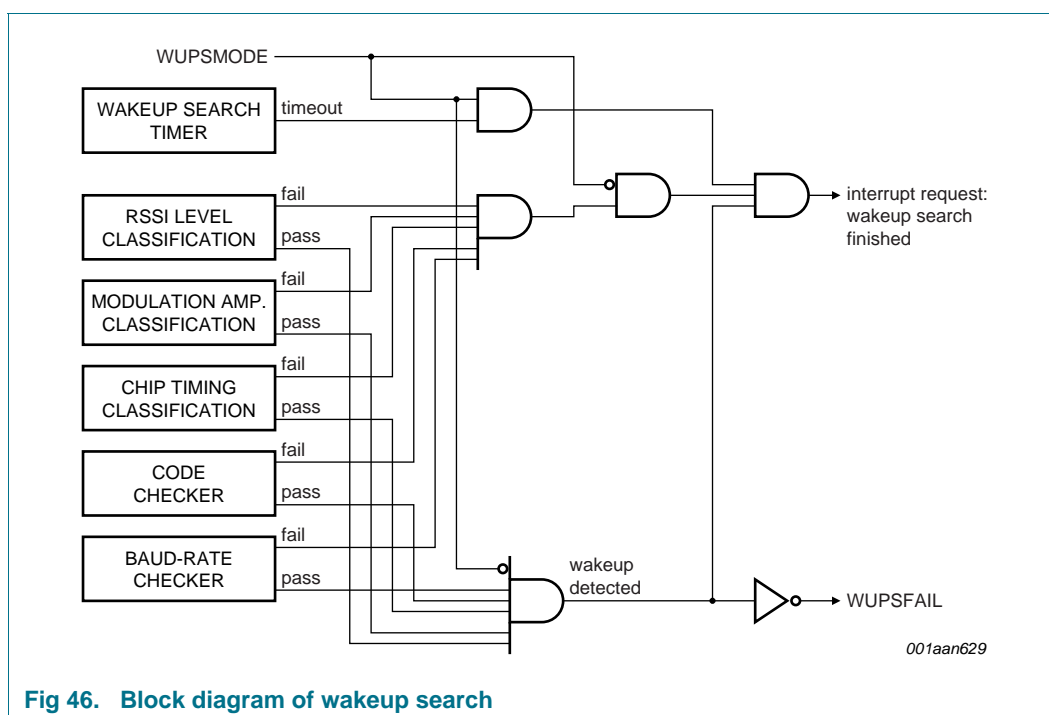 WUPSMODE
WAKEUP SEARCH
TIMER
timeout
RSSI LEVEL
CLASSIFICATION
fail
pass
MODULATION AMP.
CLASSIFICATION
fail
pass
CHIP TIMING
CLASSIFICATION
fail
pass
CODE
CHECKER
fail
pass
BAUD-RATE
CHECKER
fail
pass
interrupt request:
wakeup search
finished
wakeup
detected
WUPSFAIL
001aan629
Fig 46. Block diagram of wakeup search